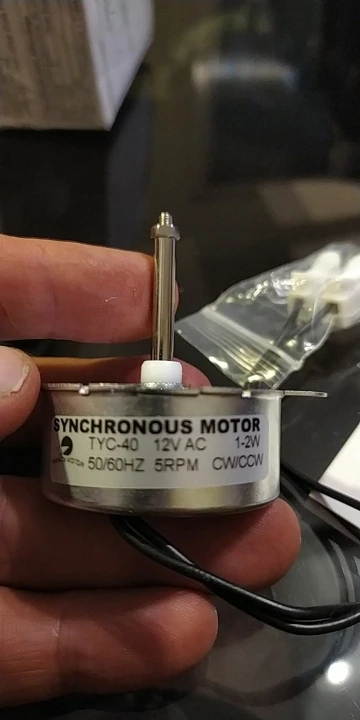 SYNCHRONOUS MOTOR
TYC-40 12V AC 1-2W
50/60HZ 5RPM CW/CCW